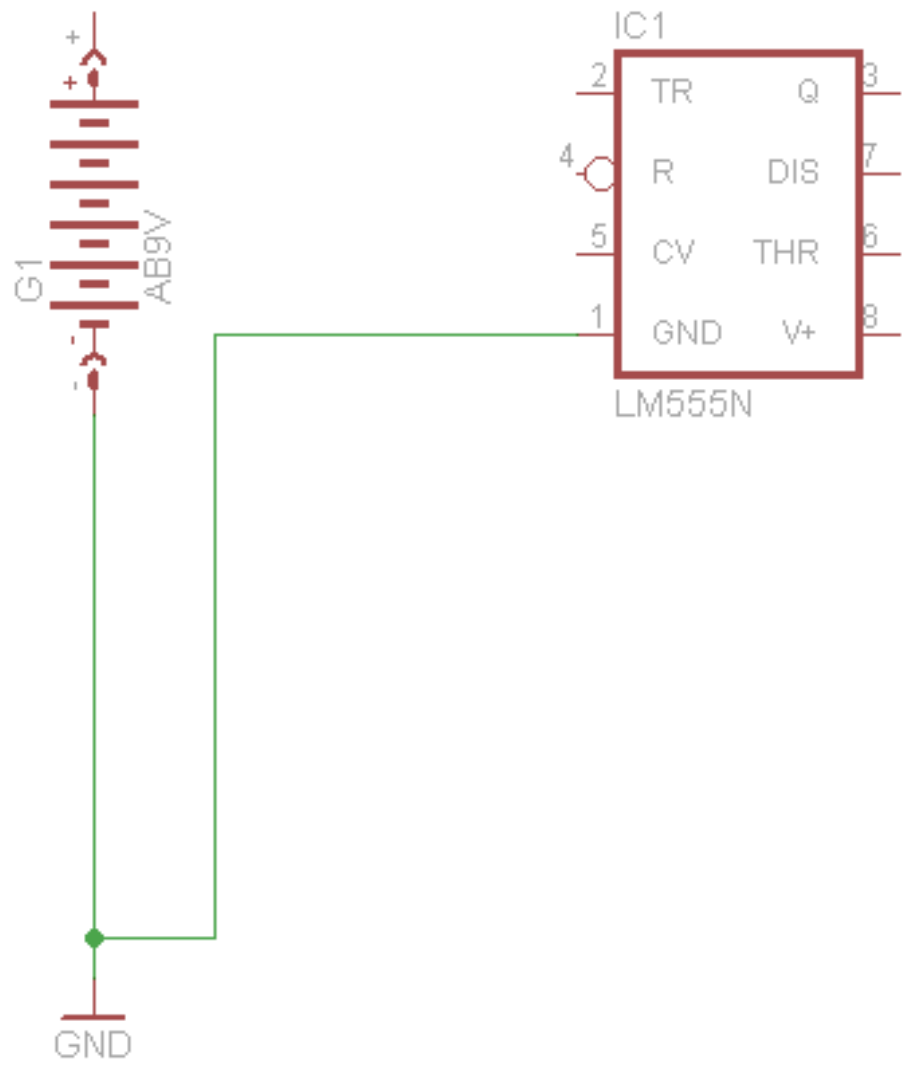 +
+
G1
AB9V
-
-
GND
IC1
2 TR Q 3
4 R DIS 7
5 CV THR 6
1 GND V+ 8
LM555N